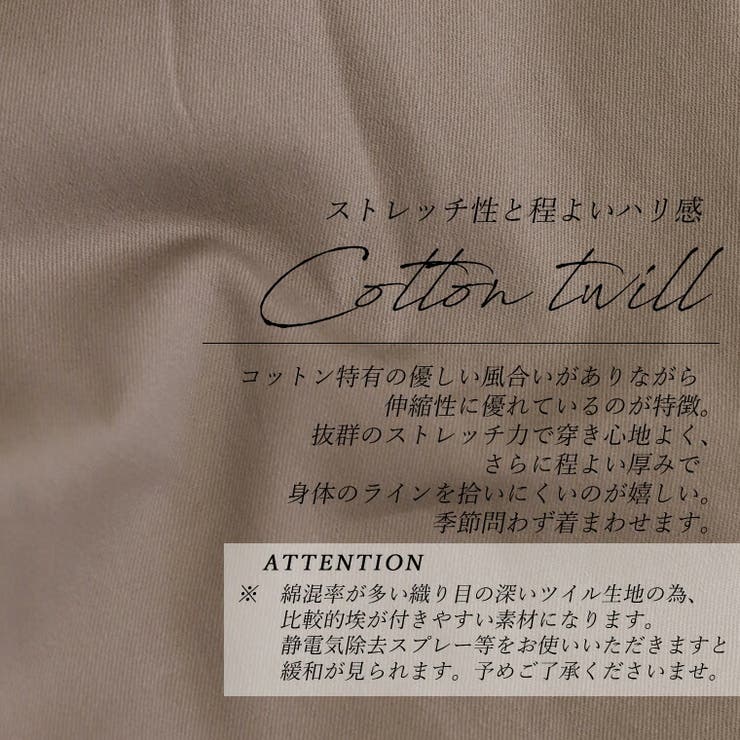 ストレッチ性と程よいハリ感
Cotton twill
コットン特有の優しい風合いがありながら
伸縮性に優れているのが特徴。
抜群のストレッチ力で穿き心地よく、
さらに程よい厚みで
身体のラインを拾いにくいのが嬉しい。
季節問わず着まわせます。
ATTENTION
※ 綿混率が多い織り目の深いツイル生地の為、
比較的埃が付きやすい素材になります。
静電気除去スプレー等をお使いいただきますと
緩和が見られます。予めご了承くださいませ。